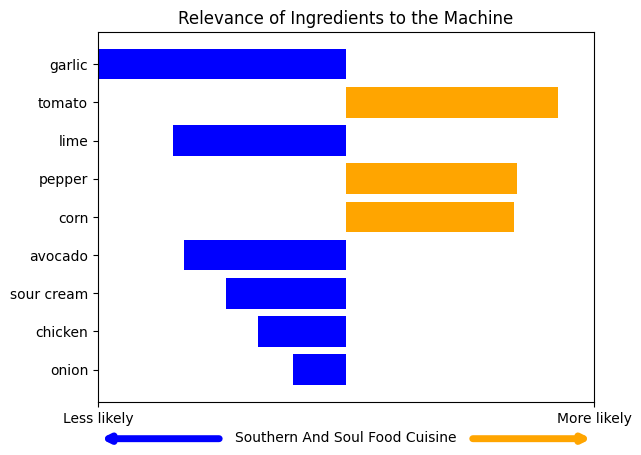 Relevance of Ingredients to the Machine
garlic
tomato
lime
pepper
corn
avocado
sour cream
chicken
onion
Less likely
More likely
Southern And Soul Food Cuisine